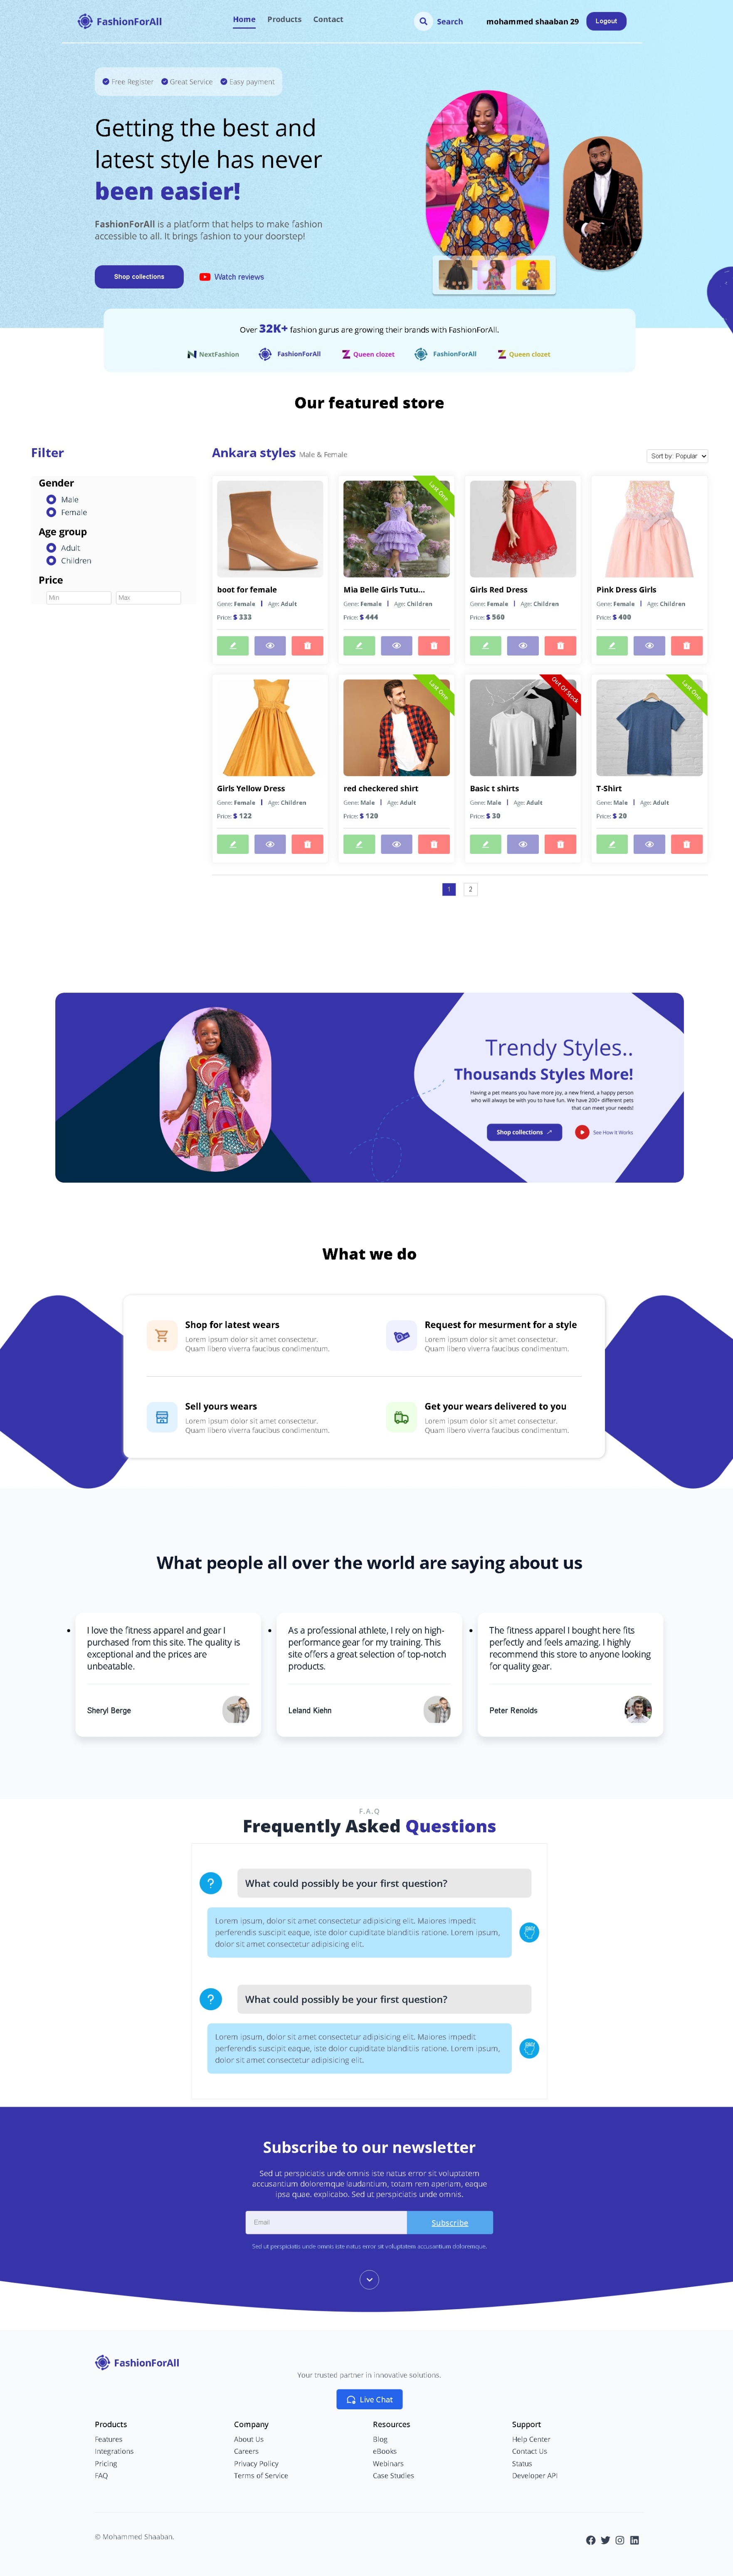 FashionForAll
Home Products Contact
Search
mohammed shaaban 29
Logout
Free Register Great Service Easy payment
Getting the best and
latest style has never
been easier!
FashionForAll is a platform that helps to make fashion
accessible to all. It brings fashion to your doorstep!
Shop collections
Watch reviews
Over 32K+ fashion gurus are growing their brands with FashionForAll.
NextFashion FashionForAll Queen clozet FashionForAll Queen clozet
Our featured store
Filter
Gender
Male
Female
Age group
Adult
Children
Price
Min Max
Ankara styles Male & Female
Sort by: Popular
boot for female
Gene: Female | Age: Adult
Price: $ 333
Last One
Mia Belle Girls Tutu...
Gene: Female | Age: Children
Price: $ 444
Girls Red Dress
Gene: Female | Age: Children
Price: $ 560
Pink Dress Girls
Gene: Female | Age: Children
Price: $ 400
Girls Yellow Dress
Gene: Female | Age: Children
Price: $ 122
Last One
red checkered shirt
Gene: Male | Age: Adult
Price: $ 120
Out Of Stock
Basic t shirts
Gene: Male | Age: Adult
Price: $ 30
Last One
T-Shirt
Gene: Male | Age: Adult
Price: $ 20
1 2
Trendy Styles..
Thousands Styles More!
Having a pet means you have more joy, a new friend, a happy person
who will always be with you to have fun. We have 200+ different pets
that can meet your needs!
Shop collections
See How It Works
What we do
Shop for latest wears
Lorem ipsum dolor sit amet consectetur.
Quam libero viverra faucibus condimentum.
Request for mesurment for a style
Lorem ipsum dolor sit amet consectetur.
Quam libero viverra faucibus condimentum.
Sell yours wears
Lorem ipsum dolor sit amet consectetur.
Quam libero viverra faucibus condimentum.
Get your wears delivered to you
Lorem ipsum dolor sit amet consectetur.
Quam libero viverra faucibus condimentum.
What people all over the world are saying about us
I love the fitness apparel and gear I
purchased from this site. The quality is
exceptional and the prices are
unbeatable.
Sheryl Berge
As a professional athlete, I rely on high-
performance gear for my training. This
site offers a great selection of top-notch
products.
Leland Kiehn
The fitness apparel I bought here fits
perfectly and feels amazing. I highly
recommend this store to anyone looking
for quality gear.
Peter Renolds
F.A.Q
Frequently Asked Questions
What could possibly be your first question?
Lorem ipsum, dolor sit amet consectetur adipisicing elit. Maiores impedit
perferendis suscipit eaque, iste dolor cupiditate blanditiis ratione. Lorem ipsum,
dolor sit amet consectetur adipisicing elit.
What could possibly be your first question?
Lorem ipsum, dolor sit amet consectetur adipisicing elit. Maiores impedit
perferendis suscipit eaque, iste dolor cupiditate blanditiis ratione. Lorem ipsum,
dolor sit amet consectetur adipisicing elit.
Subscribe to our newsletter
Sed ut perspiciatis unde omnis iste natus error sit voluptatem
accusantium doloremque laudantium, totam rem aperiam, eaque
ipsa quae. explicabo. Sed ut perspiciatis unde omnis.
Email
Subscribe
Sed ut perspiciatis unde omnis iste natus error sit voluptatem accusantium doloremque.
FashionForAll
Your trusted partner in innovative solutions.
Live Chat
Products
Features
Integrations
Pricing
FAQ
Company
About Us
Careers
Privacy Policy
Terms of Service
Resources
Blog
eBooks
Webinars
Case Studies
Support
Help Center
Contact Us
Status
Developer API
© Mohammed Shaaban.